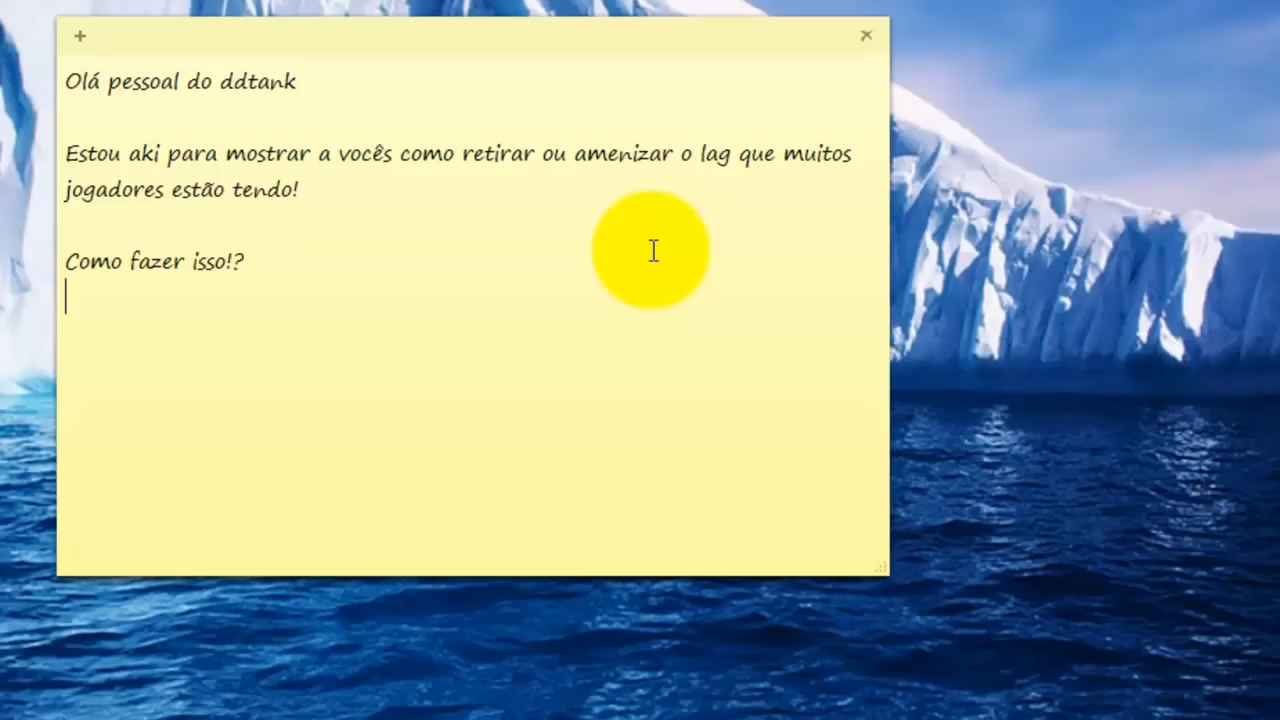 Olá pessoal do ddtank
Estou aki para mostrar a vocês como retirar ou amenizar o lag que muitos
jogadores estão tendo!
Como fazer isso!?